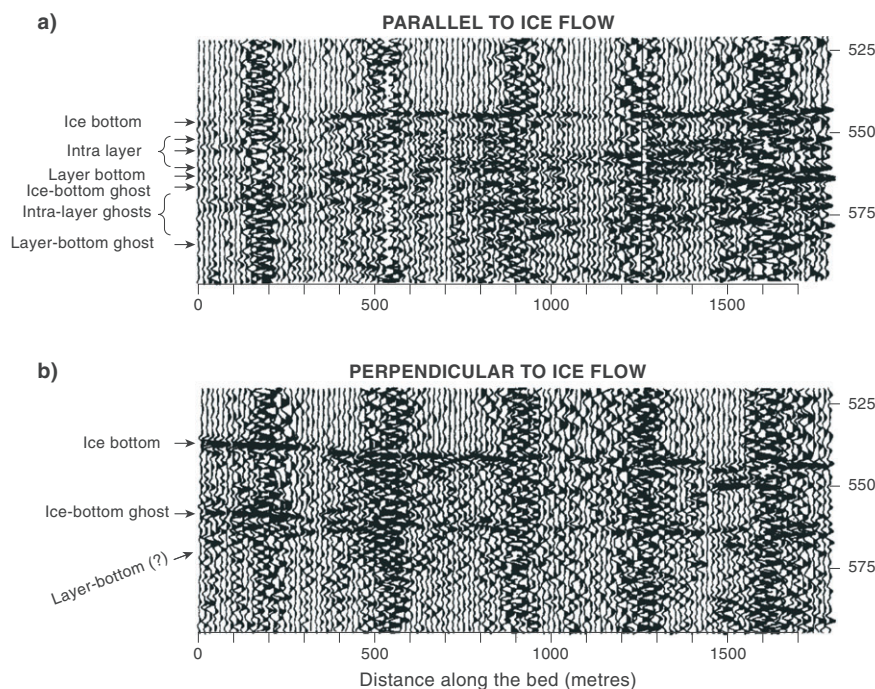 a)
PARALLEL TO ICE FLOW
525
Ice bottom
550
Intra layer
Layer bottom
Ice-bottom ghost
Intra-layer ghosts
575
Layer-bottom ghost
0 500 1000 1500
b)
PERPENDICULAR TO ICE FLOW
525
Ice bottom
550
Ice-bottom ghost
Layer-bottom (?)
575
0 500 1000 1500
Distance along the bed (metres)